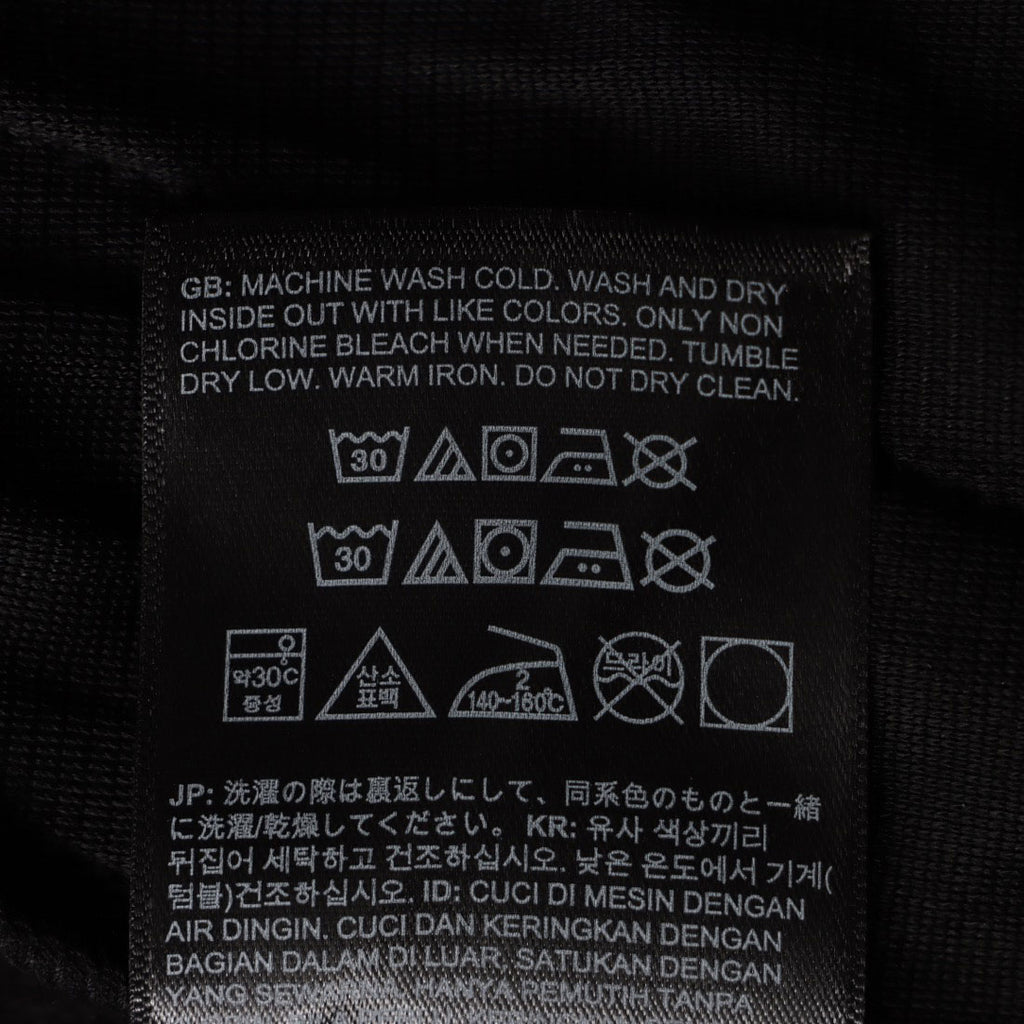 GB: MACHINE WASH COLD. WASH AND DRY
INSIDE OUT WITH LIKE COLORS. ONLY NON
CHLORINE BLEACH WHEN NEEDED. TUMBLE
DRY LOW. WARM IRON. DO NOT DRY CLEAN.
30
30
약30℃
중성
산소
표백
2
140~160℃
드라이
JP: 洗濯の際は裏返しにして、同系色のものと一緒
に洗濯/乾燥してください。 KR: 유사 색상끼리
뒤집어 세탁하고 건조하십시오. 낮은 온도에서 기계(
텀블)건조하십시오. ID: CUCI DI MESIN DENGAN
AIR DINGIN. CUCI DAN KERINGKAN DENGAN
BAGIAN DALAM DI LUAR, SATUKAN DENGAN
YANG SEWARNA. HANYA PEMUTIH TANPA